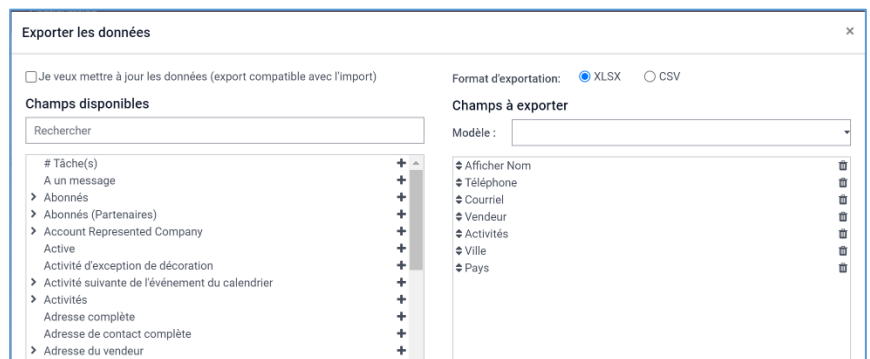 Exporter les données
×
Je veux mettre à jour les données (export compatible avec l'import)
Format d'exportation: XLSX CSV
Champs disponibles
Rechercher
# Tâche(s)
A un message
Abonnés
Abonnés (Partenaires)
Account Represented Company
Active
Activité d'exception de décoration
Activité suivante de l'événement du calendrier
Activités
Adresse complète
Adresse de contact complète
Adresse du vendeur
Champs à exporter
Modèle :
Afficher Nom
Téléphone
Courriel
Vendeur
Activités
Ville
Pays